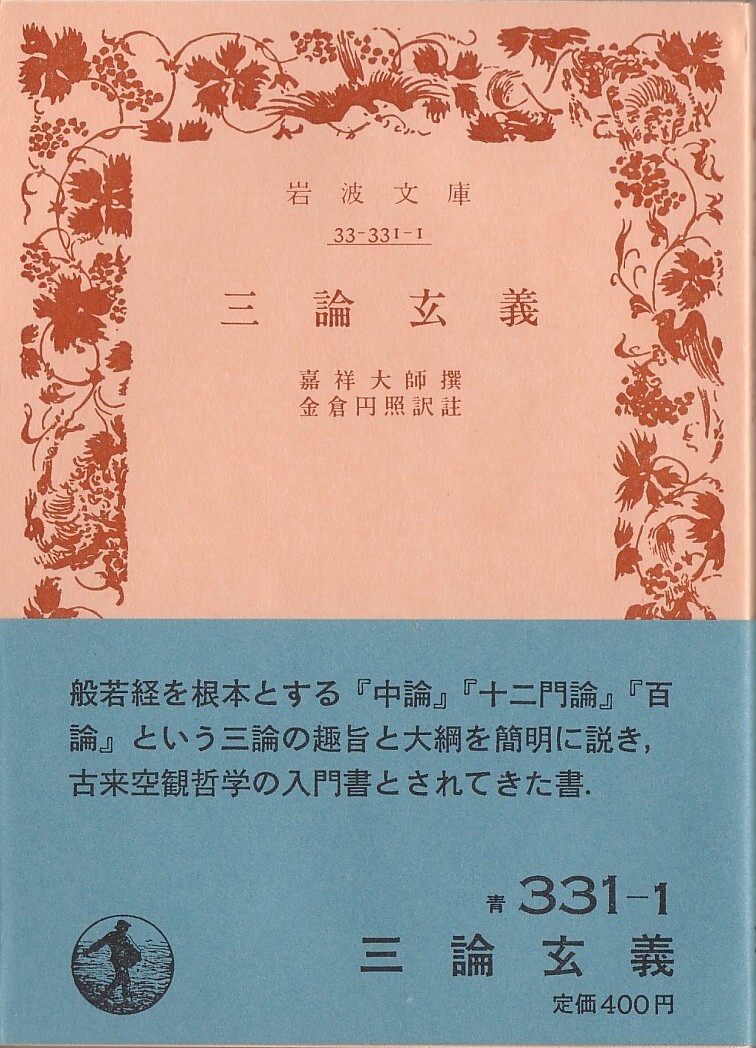 岩波文庫
33-331-1
三論玄義
嘉祥大師撰
金倉円照訳註
般若経を根本とする『中論』『十二門論』『百
論』という三論の趣旨と大綱を簡明に説き,
古来空観哲学の入門書とされてきた書.
青 331-1
三論玄義
定価400円